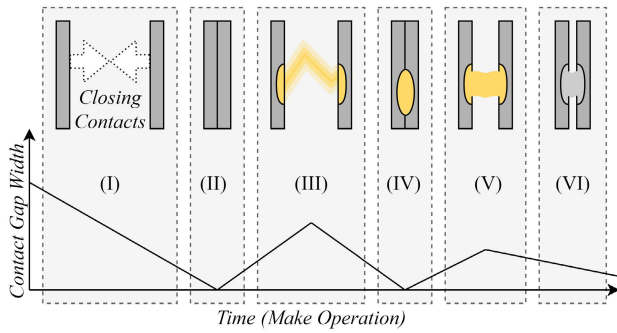 Closing
Contacts
Contact Gap Width
(I)
(II)
(III)
(IV)
(V)
(VI)
Time (Make Operation)